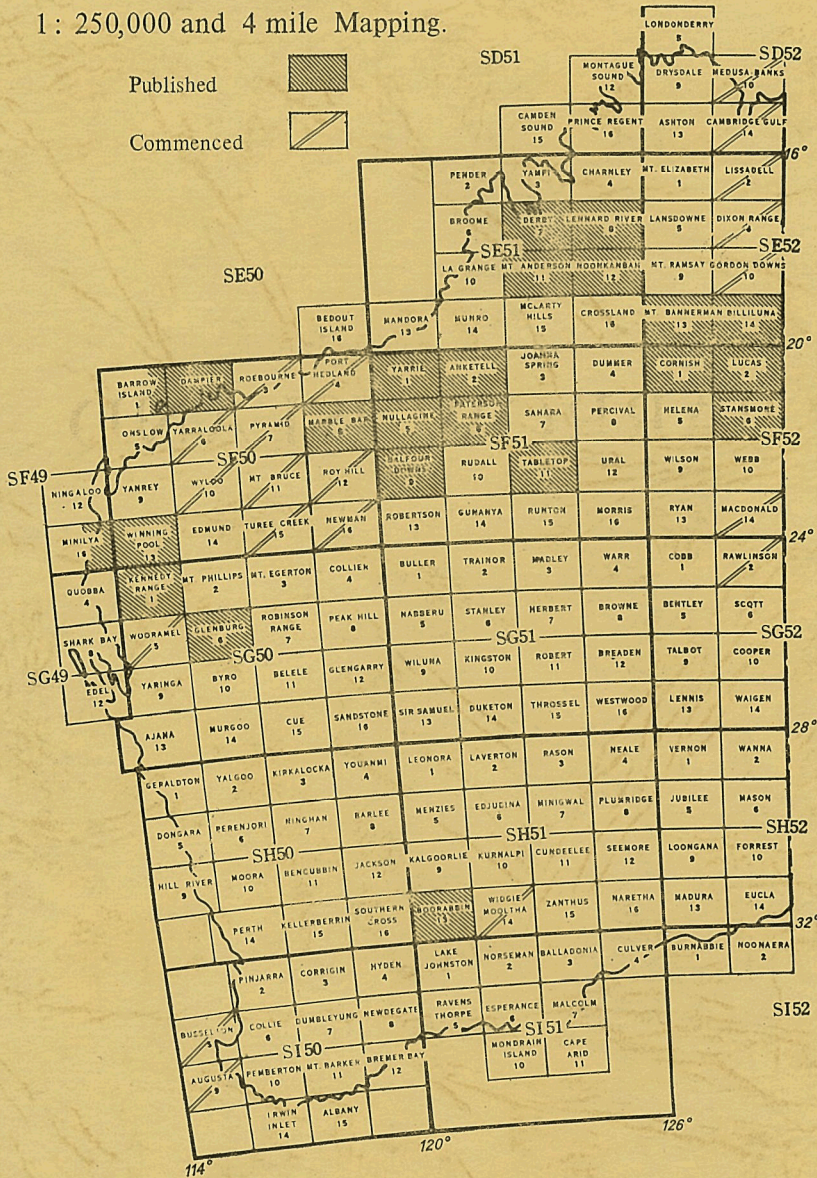 1: 250,000 and 4 mile Mapping.
Published
Commenced
SD51
LONDONDERRY
5
SD52
MONTAGUE SOUND
12
DRYSDALE
9
MEDUSA BANKS
10
CAMDEN SOUND
15
PRINCE REGENT
16
ASHTON
13
CAMBRIDGE GULF
14
16°
PENDER
2
YAMPI
3
CHARNLEY
4
MT. ELIZABETH
1
LISSADELL
2
BROOME
6
DERBY
7
LENNARD RIVER
8
LANSDOWNE
5
DIXON RANGE
6
SE50
SE51
SE52
LA GRANGE
10
MT ANDERSON
11
NOONKANBAH
12
MT. RAMSAY
9
GORDON DOWNS
10
BEDOUT ISLAND
16
MANDORA
13
MUNRO
14
MCLARTY HILLS
15
CROSSLAND
16
MT. BANNERMAN
13
BILLILUNA
14
20°
BARROW ISLAND
1
DAMPIER
ROEBOURNE
3
PORT HEDLAND
4
YARRIE
1
ANKETELL
2
JOANNA SPRING
3
DUMMER
4
CORNISH
1
LUCAS
2
ONSLOW
5
YARRALOOLA
6
PYRAMID
7
MARBLE BAR
8
NULLAGINE
5
PATERSON RANGE
6
SAHARA
7
PERCIVAL
8
HELENA
5
STANSMORE
6
SF49
SF50
SF51
SF52
NINGALOO
12
YANREY
9
WYLOO
10
MT BRUCE
11
ROY HILL
12
BALFOUR DOWNS
9
RUDALL
10
TABLETOP
11
URAL
12
WILSON
9
WEBB
10
MINILYA
16
WINNING POOL
13
EDMUND
14
TUREE CREEK
15
NEWMAN
16
ROBERTSON
13
GUNANYA
14
RUNTON
15
MORRIS
16
RYAN
13
MACDONALD
14
24°
QUOBBA
4
KENNEDY RANGE
1
MT PHILLIPS
2
MT. EGERTON
3
COLLIER
4
BULLER
1
TRAINOR
2
MADLEY
3
WARR
4
COBB
1
RAWLINSON
2
SHARK BAY
8
WOORAMEL
5
GLENBURG
6
ROBINSON RANGE
7
PEAK HILL
8
NABBERU
5
STANLEY
6
HERBERT
7
BROWNE
8
BENTLEY
5
SCOTT
6
SG49
SG50
SG51
SG52
EDEL
12
YARINGA
9
BYRO
10
BELELE
11
GLENGARRY
12
WILUNA
9
KINGSTON
10
ROBERT
11
BREADEN
12
TALBOT
9
COOPER
10
AJANA
13
MURGOO
14
CUE
15
SANDSTONE
16
SIR SAMUEL
13
DUKETON
14
THROSSEL
15
WESTWOOD
16
LENNIS
13
WAIGEN
14
28°
GERALDTON
1
YALGOO
2
KIRKALOCKA
3
YOUANMI
4
LEONORA
1
LAVERTON
2
RASON
3
NEALE
4
VERNON
1
WANNA
2
DONGARA
5
PERENJORI
6
NINGHAN
7
BARLEE
8
MENZIES
5
EDJUDINA
6
MINIGWAL
7
PLUMRIDGE
8
JUBILEE
5
MASON
6
SH50
SH51
SH52
HILL RIVER
9
MOORA
10
BENCUBBIN
11
JACKSON
12
KALGOORLIE
9
KURNALPI
10
CUNDEELEE
11
SEEMORE
12
LOONGANA
9
FORREST
10
PERTH
14
KELLERBERRIN
15
SOUTHERN CROSS
16
BOORABBIN
13
WIDGIE MOOLTHA
14
ZANTHUS
15
NARETHA
16
MADURA
13
EUCLA
14
32°
PINJARRA
2
CORRIGIN
3
HYDEN
4
LAKE JOHNSTON
1
NORSEMAN
2
BALLADONIA
3
CULVER
4
BURNABBIE
1
NOONAERA
2
BUSSELTON
5
COLLIE
6
DUMBLEYUNG
7
NEWDEGATE
8
RAVENS THORPE
5
ESPERANCE
6
MALCOLM
7
SI50
SI51
SI52
AUGUSTA
9
PEMBERTON
10
MT. BARKER
11
BREMER BAY
12
MONDRAIN ISLAND
10
CAPE ARID
11
IRWIN INLET
14
ALBANY
15
114°
120°
126°